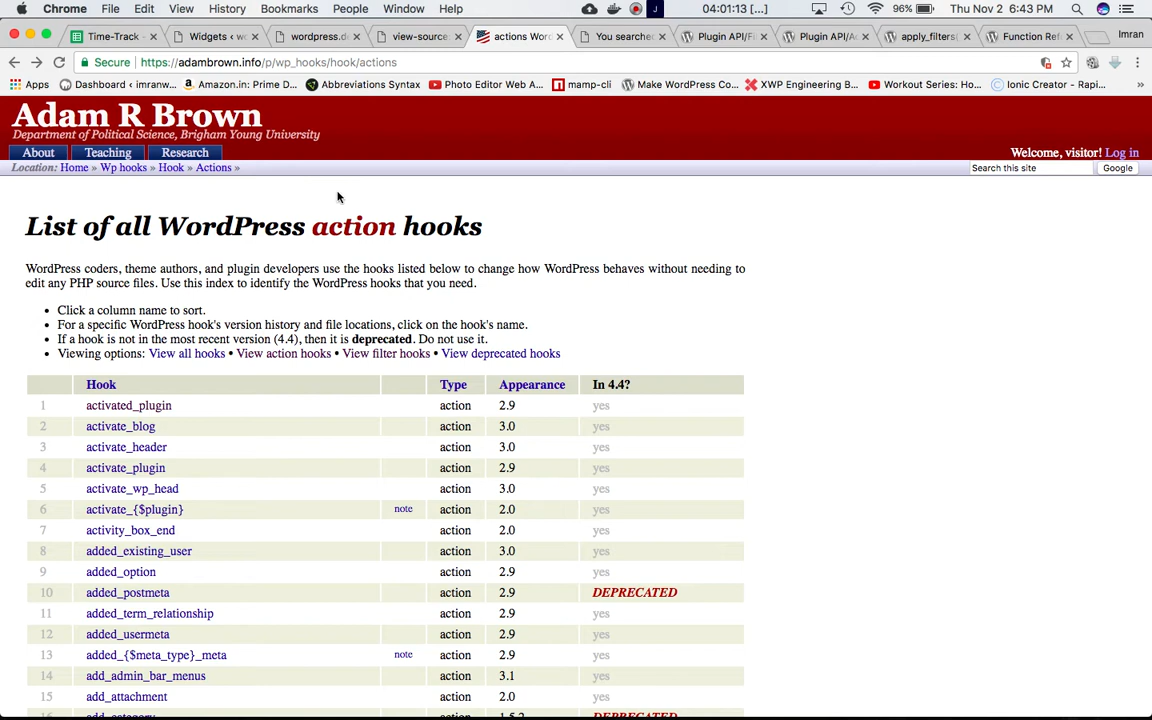 Chrome File Edit View History Bookmarks People Window Help 04:01:13 [...] 96% Thu Nov 2 6:43 PM
Time-Track - × Widgets ‹ wo × wordpress.de × view-source: × actions Wor × You searche × Plugin API/Fi × Plugin API/Ac × apply_filters( × Function Ref × Imran
Secure https://adambrown.info/p/wp_hooks/hook/actions
Apps Dashboard ‹ imranw... Amazon.in: Prime D... Abbreviations Syntax Photo Editor Web A... mamp-cli Make WordPress Co... XWP Engineering B... Workout Series: Ho... Ionic Creator - Rapi... »
Adam R Brown
Department of Political Science, Brigham Young University
About Teaching Research Welcome, visitor! Log in
Location: Home » Wp hooks » Hook » Actions » Search this site Google
List of all WordPress action hooks
WordPress coders, theme authors, and plugin developers use the hooks listed below to change how WordPress behaves without needing to
edit any PHP source files. Use this index to identify the WordPress hooks that you need.
• Click a column name to sort.
• For a specific WordPress hook's version history and file locations, click on the hook's name.
• If a hook is not in the most recent version (4.4), then it is deprecated. Do not use it.
• Viewing options: View all hooks • View action hooks • View filter hooks • View deprecated hooks
Hook Type Appearance In 4.4?
1 activated_plugin action 2.9 yes
2 activate_blog action 3.0 yes
3 activate_header action 3.0 yes
4 activate_plugin action 2.9 yes
5 activate_wp_head action 3.0 yes
6 activate_{$plugin} note action 2.0 yes
7 activity_box_end action 2.0 yes
8 added_existing_user action 3.0 yes
9 added_option action 2.9 yes
10 added_postmeta action 2.9 DEPRECATED
11 added_term_relationship action 2.9 yes
12 added_usermeta action 2.9 yes
13 added_{$meta_type}_meta note action 2.9 yes
14 add_admin_bar_menus action 3.1 yes
15 add_attachment action 2.0 yes
16 add_category action 1.5.2 DEPRECATED